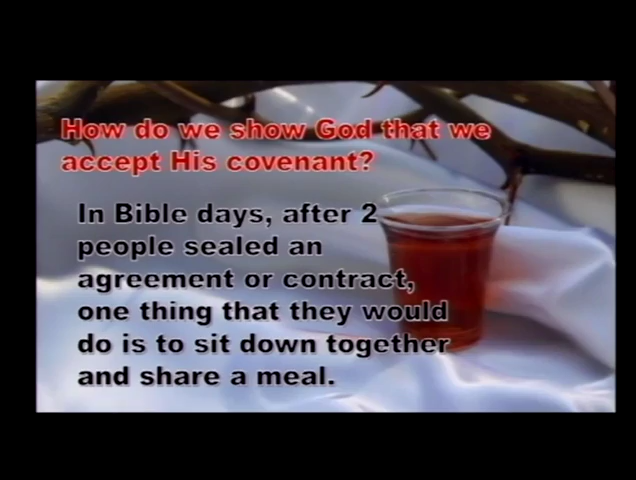 How do we show God that we
accept His covenant?
In Bible days, after 2
people sealed an
agreement or contract,
one thing that they would
do is to sit down together
and share a meal.